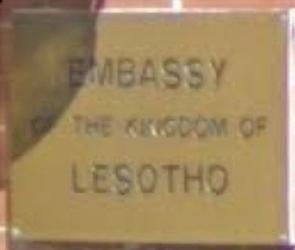 EMBASSY
OF THE KINGDOM OF
LESOTHO